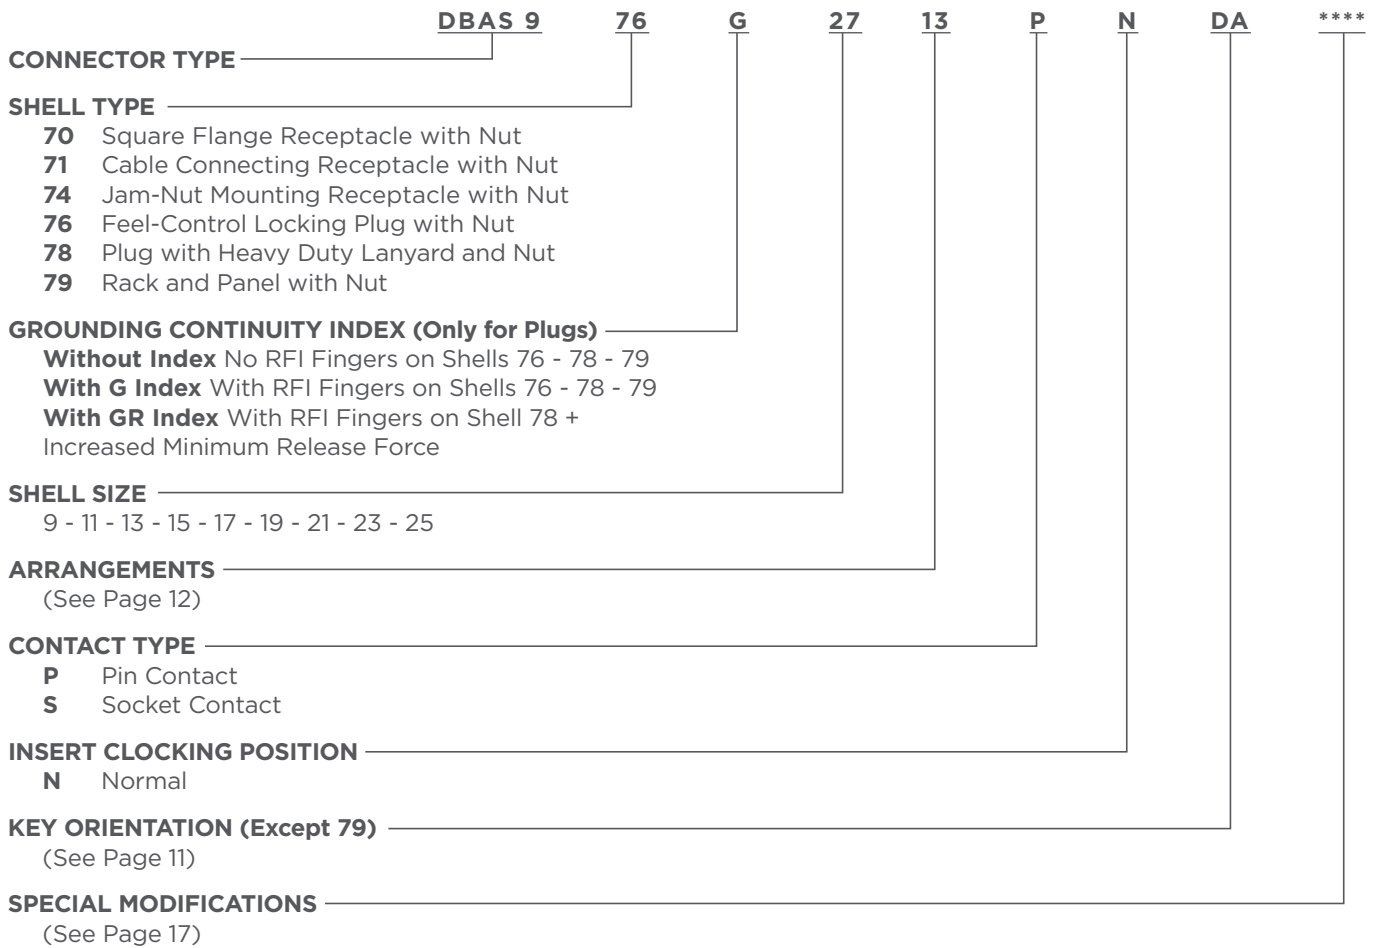 DBAS 9 76 G 27 13 P N DA ****
CONNECTOR TYPE
SHELL TYPE
70 Square Flange Receptacle with Nut
71 Cable Connecting Receptacle with Nut
74 Jam-Nut Mounting Receptacle with Nut
76 Feel-Control Locking Plug with Nut
78 Plug with Heavy Duty Lanyard and Nut
79 Rack and Panel with Nut
GROUNDING CONTINUITY INDEX (Only for Plugs)
Without Index No RFI Fingers on Shells 76 - 78 - 79
With G Index With RFI Fingers on Shells 76 - 78 - 79
With GR Index With RFI Fingers on Shell 78 +
Increased Minimum Release Force
SHELL SIZE
9 - 11 - 13 - 15 - 17 - 19 - 21 - 23 - 25
ARRANGEMENTS
(See Page 12)
CONTACT TYPE
P Pin Contact
S Socket Contact
INSERT CLOCKING POSITION
N Normal
KEY ORIENTATION (Except 79)
(See Page 11)
SPECIAL MODIFICATIONS
(See Page 17)